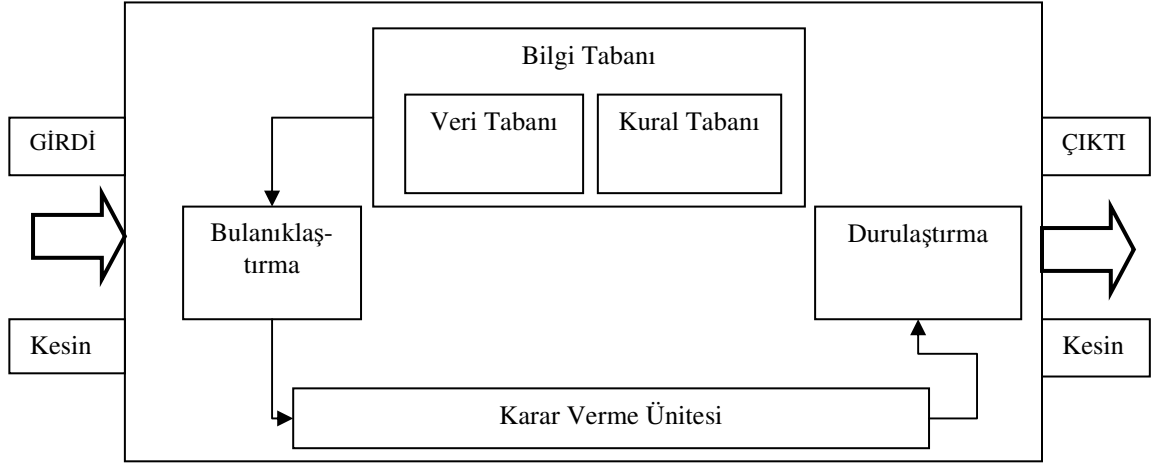 Bilgi Tabanı
Veri Tabanı
Kural Tabanı
GİRDİ
ÇIKTI
Bulanıklaş-
tırma
Durulaştırma
Kesin
Kesin
Karar Verme Ünitesi